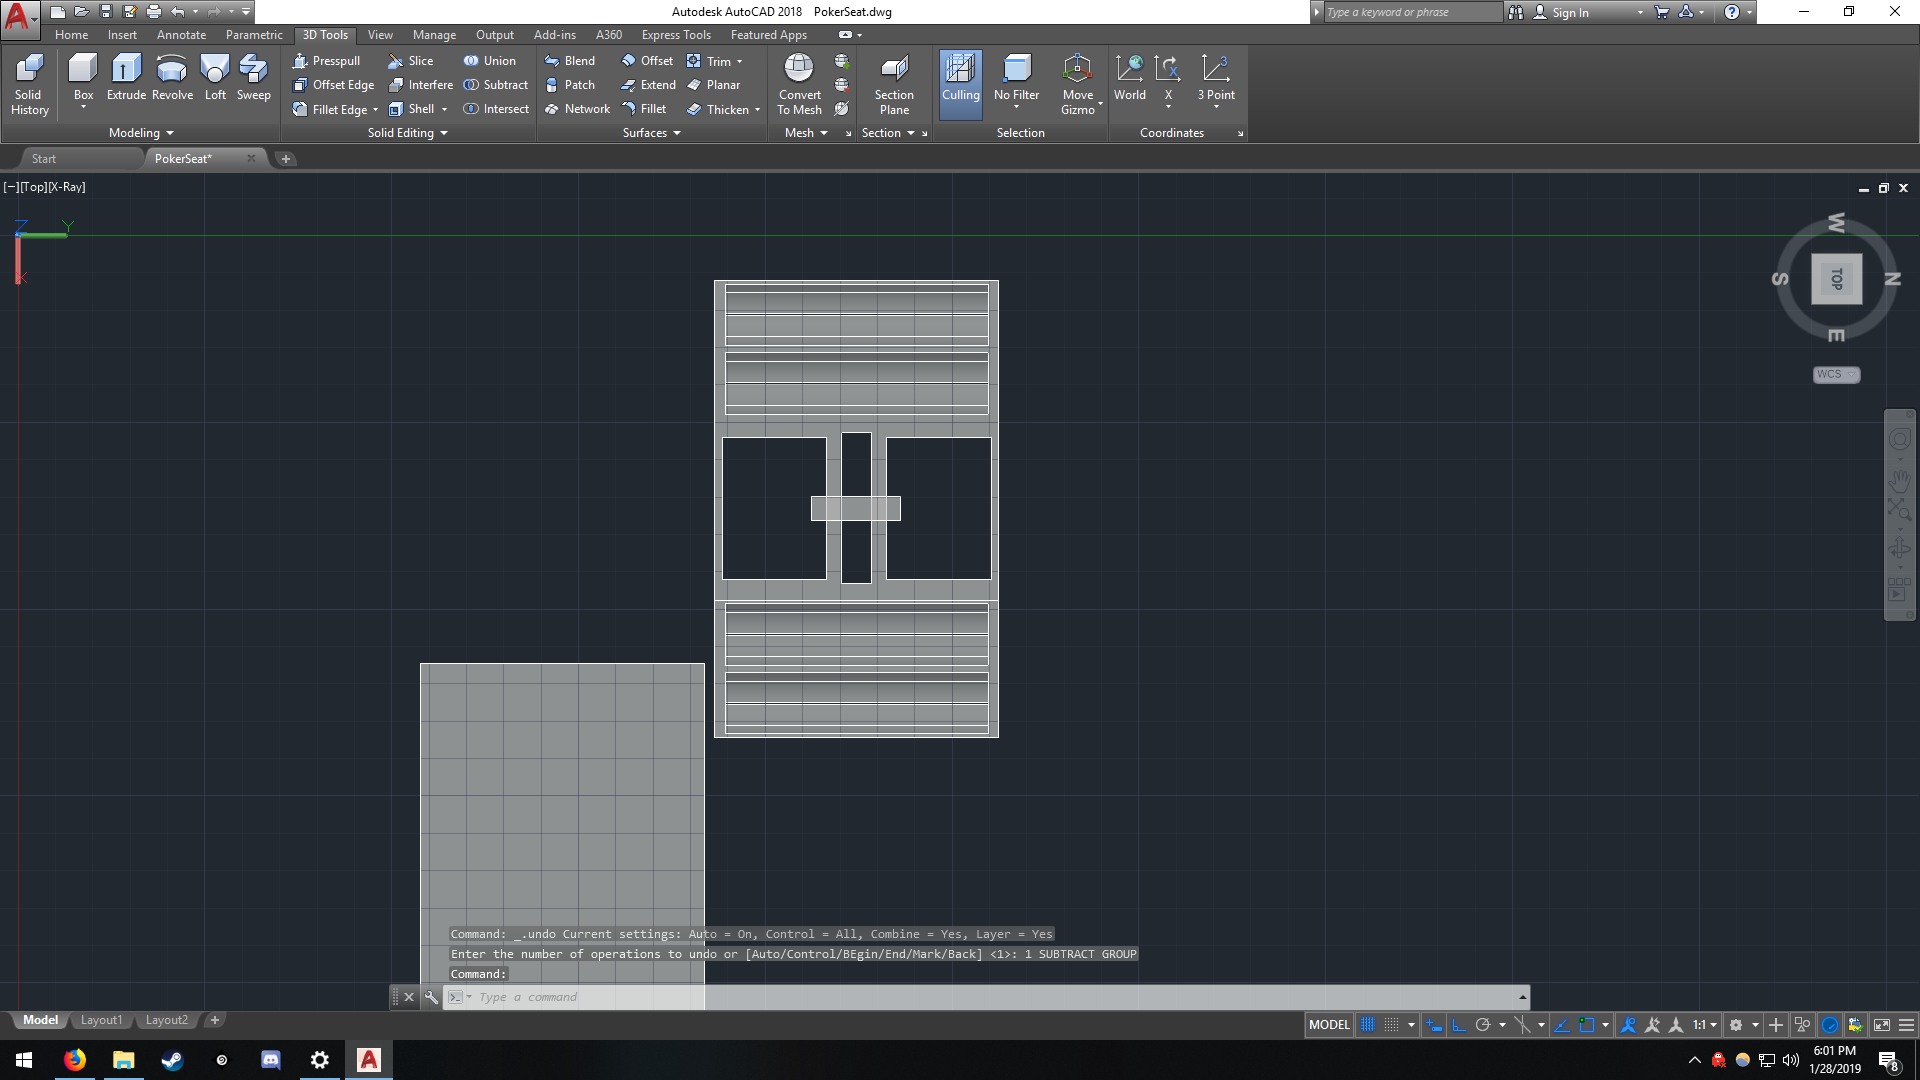 Autodesk AutoCAD 2018 PokerSeat.dwg
Type a keyword or phrase
Sign In
Home Insert Annotate Parametric 3D Tools View Manage Output Add-ins A360 Express Tools Featured Apps
Solid History
Box
Extrude
Revolve
Loft
Sweep
Modeling
Presspull
Offset Edge
Fillet Edge
Slice
Interfere
Shell
Union
Subtract
Intersect
Solid Editing
Blend
Patch
Network
Offset
Extend
Fillet
Trim
Planar
Thicken
Surfaces
Convert To Mesh
Mesh
Section Plane
Section
Culling
No Filter
Move Gizmo
Selection
World
X
3 Point
Coordinates
Start
PokerSeat*
[−][Top][X-Ray]
Z
Y
X
W
S
TOP
N
E
WCS
Command: _.undo Current settings: Auto = On, Control = All, Combine = Yes, Layer = Yes
Enter the number of operations to undo or [Auto/Control/BEgin/End/Mark/Back] <1>: 1 SUBTRACT GROUP
Command:
Type a command
Model Layout1 Layout2
MODEL
1:1
6:01 PM
1/28/2019
8